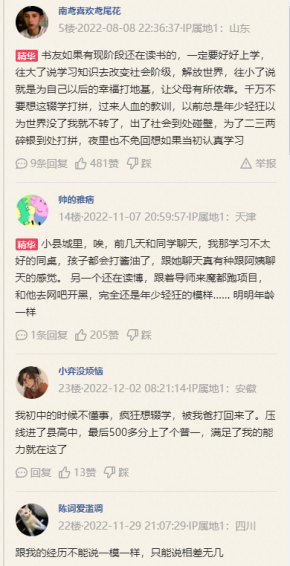 南鸢喜欢鸢尾花
5楼·2022-08-08 22:36:37·IP属地1：山东
精华 书友如果有现阶段还在读书的，一定要好好上学，
往大了说学习知识去改变社会阶级，解放世界，往小了说
就是为自己以后的幸福打地基，让父母有所依靠。千万不
要想这辍学打拼，过来人血的教训，以前总是年少轻狂以
为世界没了我就不转了，出了社会到处碰壁，为了二三两
碎银到处打拼，夜里也不免回想如果当初认真学习
9条回复 481赞 踩 举报
帅的雅痞
14楼·2022-11-07 20:59:57·IP属地1：天津
精华 小县城里，唉，前几天和同学聊天，我那学习不太
好的同桌，孩子都会打酱油了，跟她聊天真有种跟阿姨聊
天的感觉。 另一个还在读博，跟着导师来魔都跑项目，
和他去网吧开黑，完全还是年少轻狂的模样…… 明明年龄
一样
1条回复 205赞 踩
小弈没烦恼
23楼·2022-12-02 08:21:14·IP属地1：安徽
我初中的时候不懂事，疯狂想辍学，被我爸打回来了。压
线进了县高中，最后500多分上了个普一，满足了我的能
力就在这了
回复 13赞 踩
陈词爱滥调
22楼·2022-11-29 21:07:29·IP属地1：四川
跟我的经历不能说一模一样，只能说相差无几